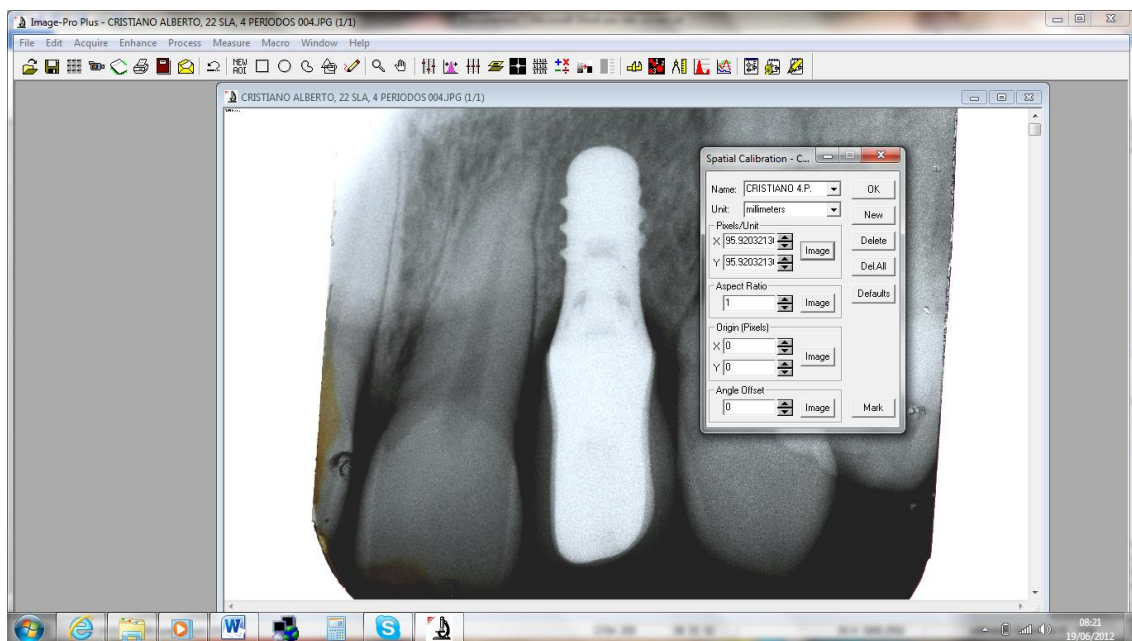 Image-Pro Plus - CRISTIANO ALBERTO, 22 SLA, 4 PERIODOS 004.JPG (1/1)
File Edit Acquire Enhance Process Measure Macro Window Help
NEW AOI
CRISTIANO ALBERTO, 22 SLA, 4 PERIODOS 004.JPG (1/1)
Spatial Calibration - C...
Name: CRISTIANO 4.P. OK
Unit: milimeters New
Pixels/Unit
X 95.9203213 Image Delete
Y 95.9203213 Del.All
Aspect Ratio Defaults
1 Image
Origin (Pixels)
X 0 Image
Y 0
Angle Offset
0 Image Mark
08:21
19/06/2012